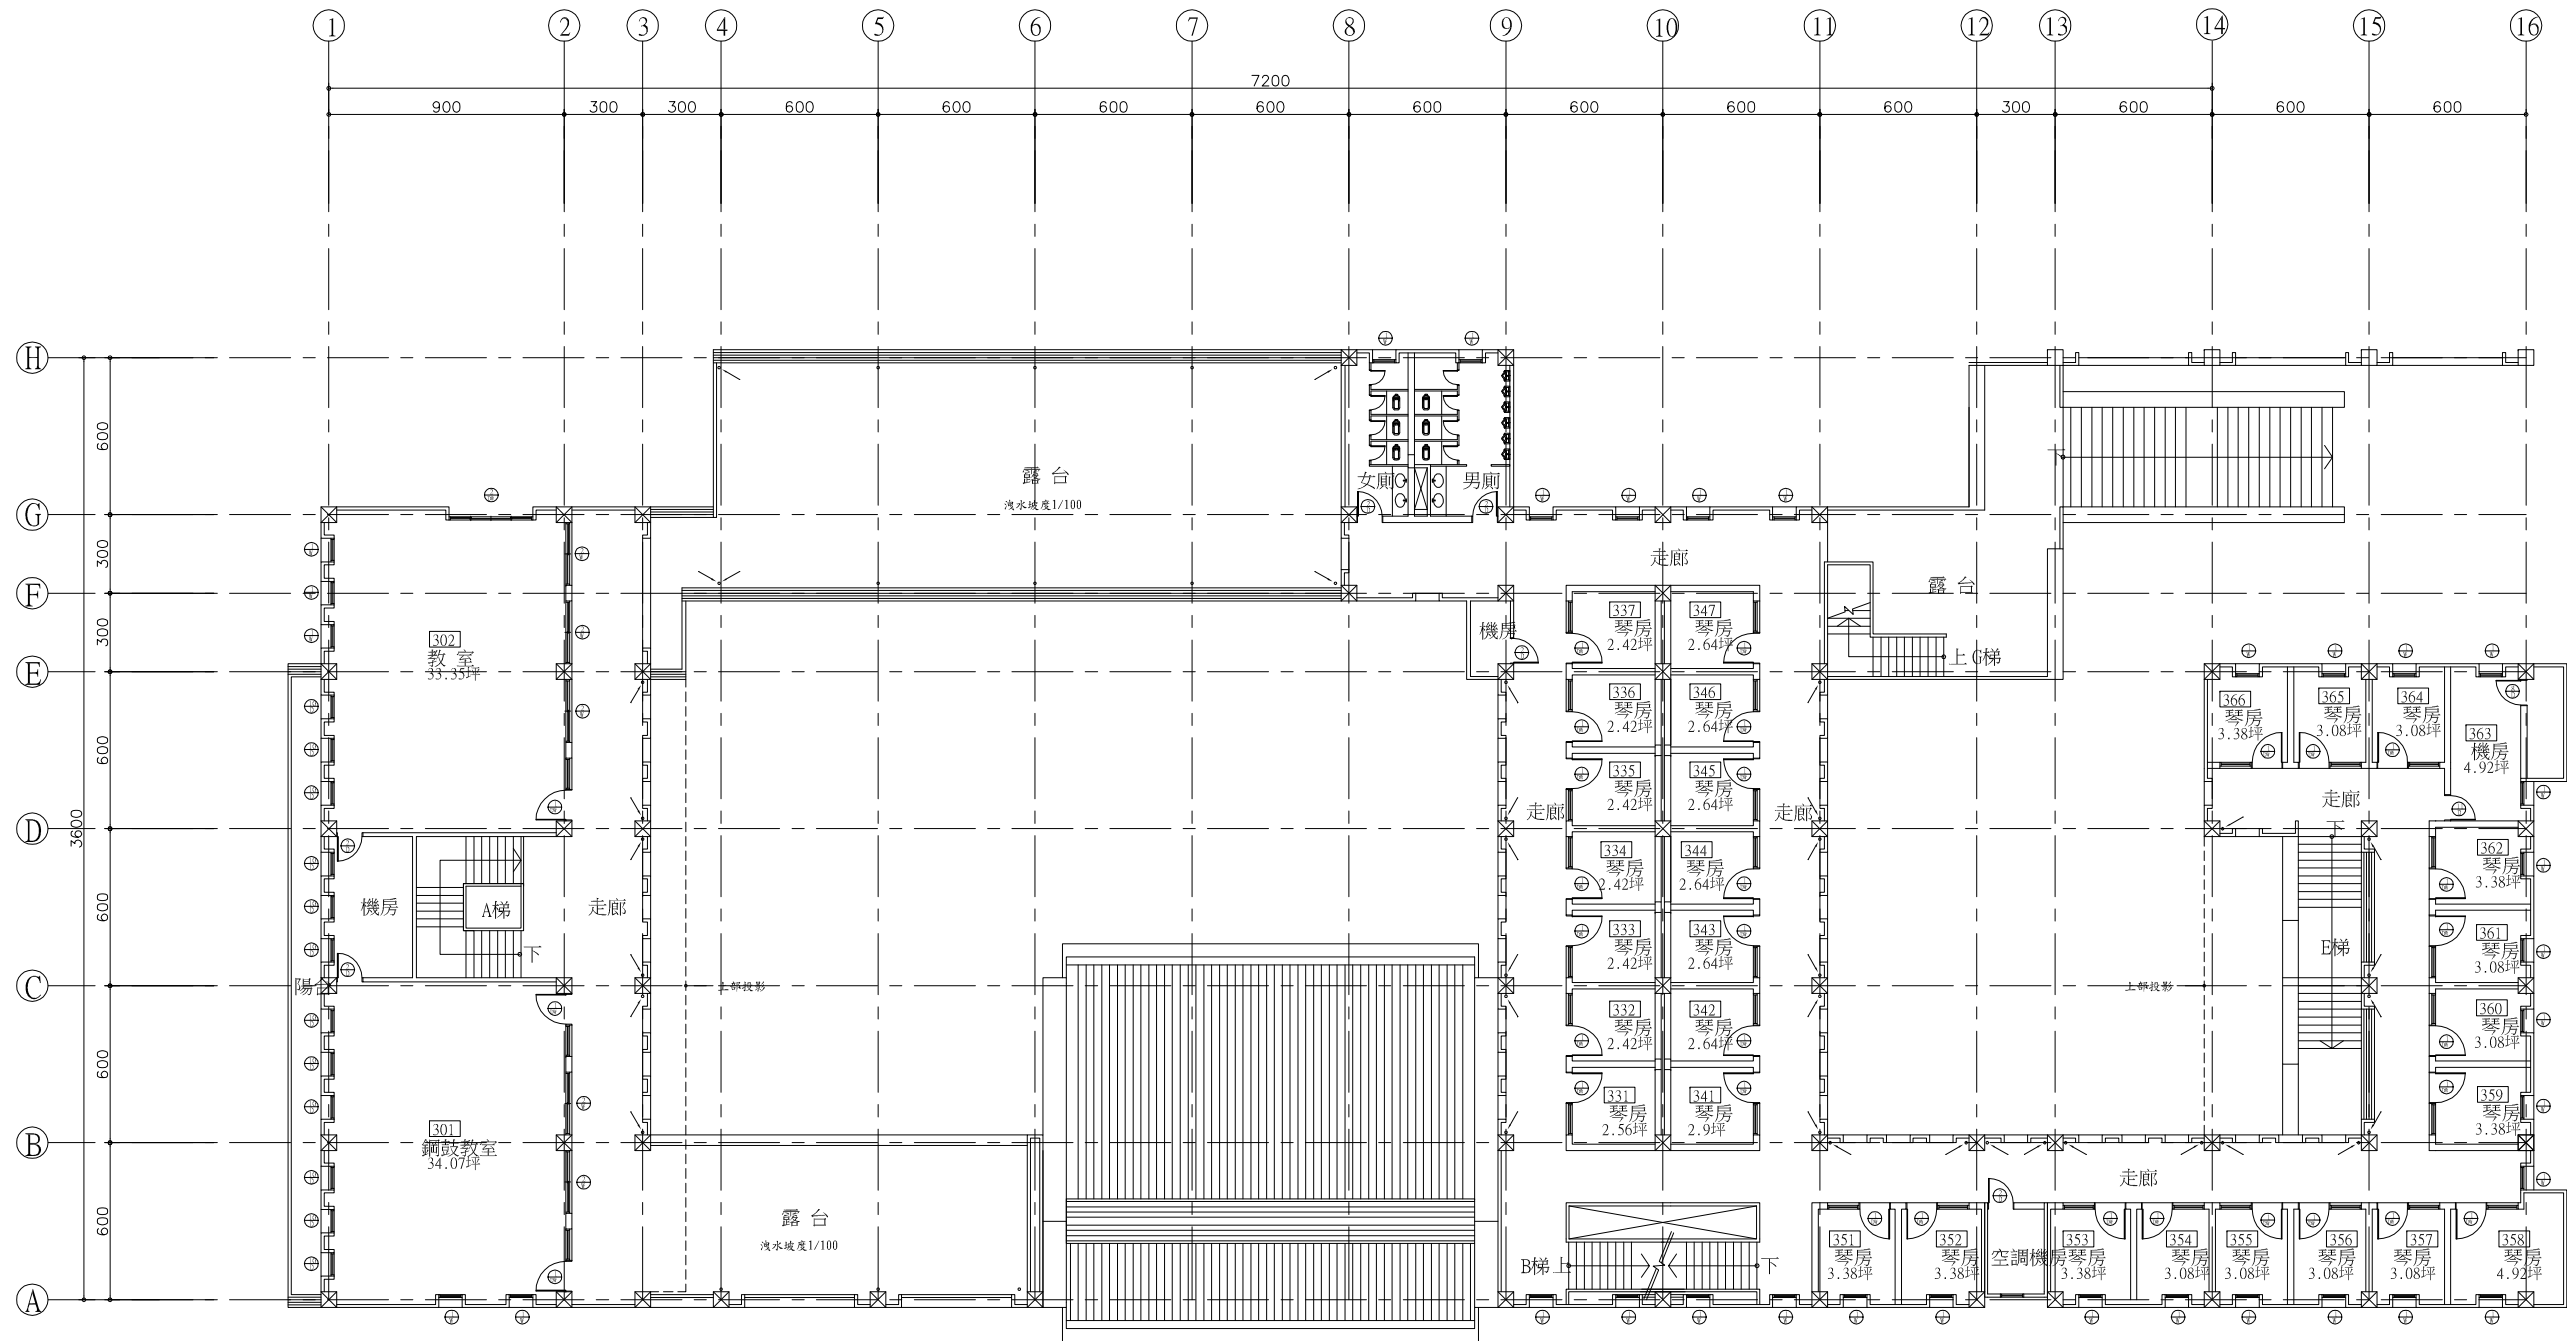 1 2 3 4 5 6 7 8 9 10 11 12 13 14 15 16
7200
900 300 300 600 600 600 600 600 600 600 600 300 600 600 600
H
G
F
E
D
C
B
A
600
300
300
600
600
600
600
3600
露 台
洩水坡度1/100
女廁
男廁
下
走廊
露 台
上 G梯
機房
302
教 室
33.35坪
337
琴房
2.42坪
347
琴房
2.64坪
336
琴房
2.42坪
346
琴房
2.64坪
335
琴房
2.42坪
345
琴房
2.64坪
334
琴房
2.42坪
344
琴房
2.64坪
333
琴房
2.42坪
343
琴房
2.64坪
332
琴房
2.42坪
342
琴房
2.64坪
331
琴房
2.56坪
341
琴房
2.9坪
走廊
走廊
366
琴房
3.38坪
365
琴房
3.08坪
364
琴房
3.08坪
363
機房
4.92坪
走廊
下
362
琴房
3.38坪
361
琴房
3.08坪
360
琴房
3.08坪
359
琴房
3.38坪
E梯
機房
A梯
下
走廊
陽台
上部投影
上部投影
301
鋼鼓教室
34.07坪
露 台
洩水坡度1/100
B梯上
下
走廊
351
琴房
3.38坪
352
琴房
3.38坪
空調機房
353
琴房
3.38坪
354
琴房
3.08坪
355
琴房
3.08坪
356
琴房
3.08坪
357
琴房
3.08坪
358
琴房
4.92坪